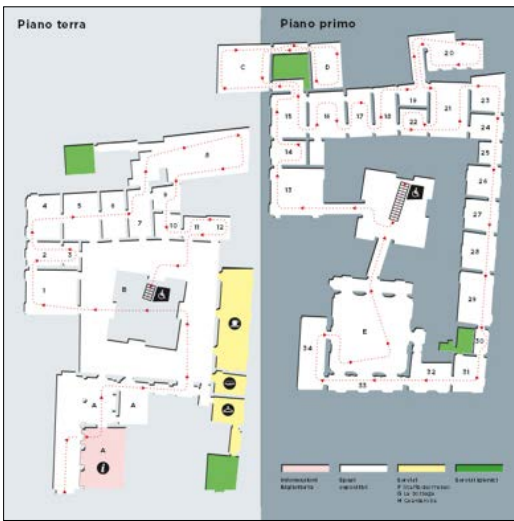 Piano terra
Piano primo
C
D
20
15
16
17
18
19
22
21
23
24
14
13
25
26
27
28
29
30
31
32
33
34
E
8
4
5
6
7
9
10
11
12
2
3
1
B
A
A
A
i
Informazioni
Biglietteria
Spazi
espositivi
Servizi
Servizi igienici